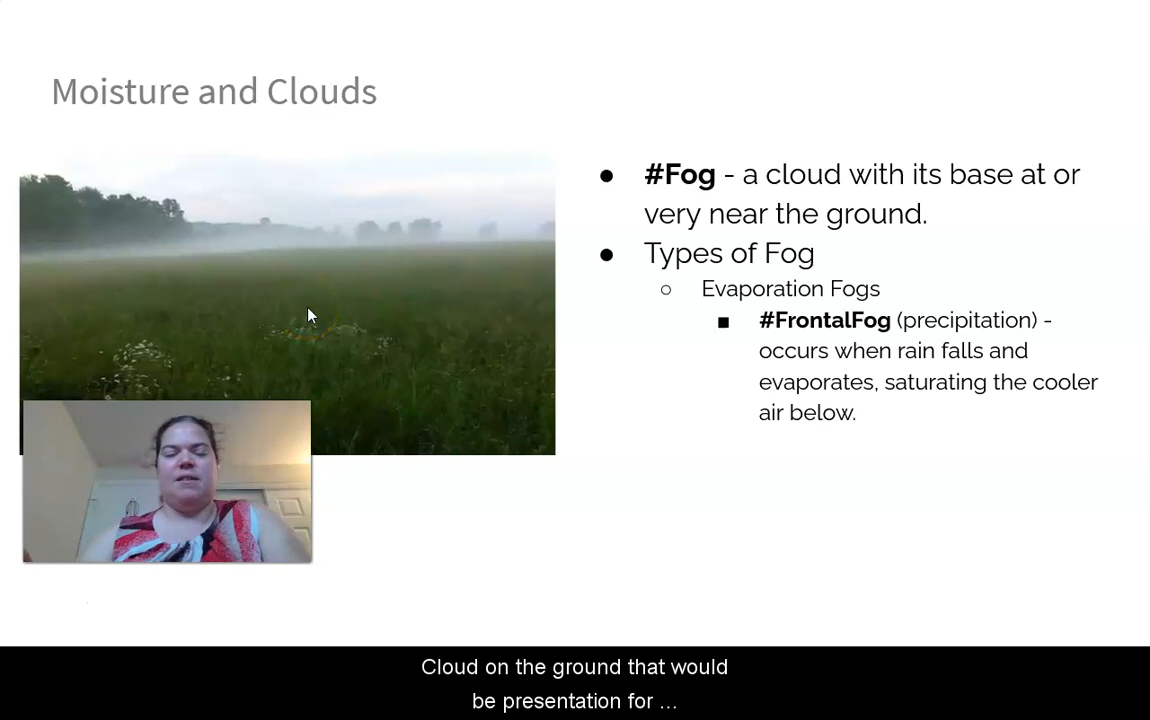 Moisture and Clouds
● #Fog - a cloud with its base at or
very near the ground.
● Types of Fog
○ Evaporation Fogs
■ #FrontalFog (precipitation) -
occurs when rain falls and
evaporates, saturating the cooler
air below.
Cloud on the ground that would
be presentation for ...